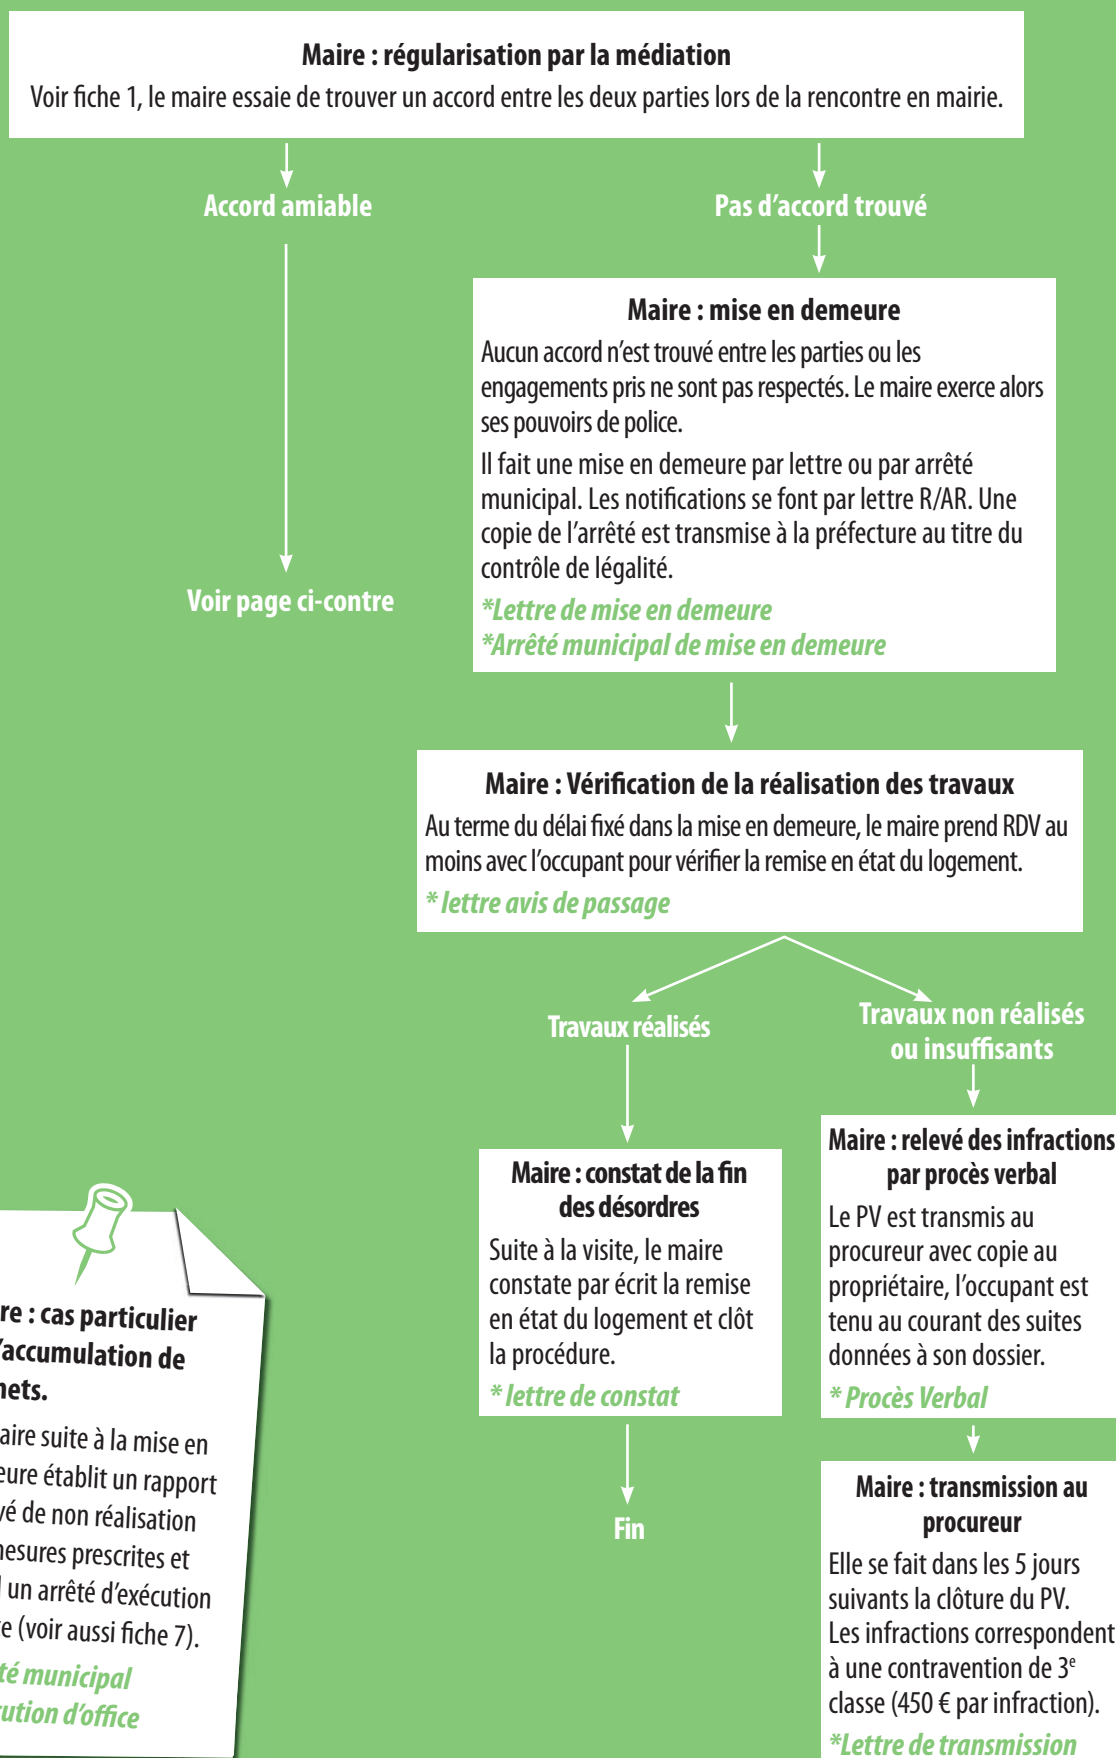 Maire : régularisation par la médiation
Voir fiche 1, le maire essaie de trouver un accord entre les deux parties lors de la rencontre en mairie.
Accord amiable
Pas d’accord trouvé
Maire : mise en demeure
Aucun accord n’est trouvé entre les parties ou les
engagements pris ne sont pas respectés. Le maire exerce alors
ses pouvoirs de police.
Il fait une mise en demeure par lettre ou par arrêté
municipal. Les notifications se font par lettre R/AR. Une
copie de l’arrêté est transmise à la préfecture au titre du
contrôle de légalité.
*Lettre de mise en demeure
*Arrêté municipal de mise en demeure
Voir page ci-contre
Maire : Vérification de la réalisation des travaux
Au terme du délai fixé dans la mise en demeure, le maire prend RDV au
moins avec l’occupant pour vérifier la remise en état du logement.
* lettre avis de passage
Travaux réalisés
Travaux non réalisés
ou insuffisants
Maire : constat de la fin
des désordres
Suite à la visite, le maire
constate par écrit la remise
en état du logement et clôt
la procédure.
* lettre de constat
Fin
Maire : relevé des infractions
par procès verbal
Le PV est transmis au
procureur avec copie au
propriétaire, l’occupant est
tenu au courant des suites
données à son dossier.
* Procès Verbal
Maire : transmission au
procureur
Elle se fait dans les 5 jours
suivants la clôture du PV.
Les infractions correspondent
à une contravention de 3e
classe (450 € par infraction).
*Lettre de transmission
re : cas particulier
’accumulation de
hets.
aire suite à la mise en
eure établit un rapport
vé de non réalisation
mesures prescrites et
d un arrêté d’exécution
e (voir aussi fiche 7).
té municipal
cution d’office